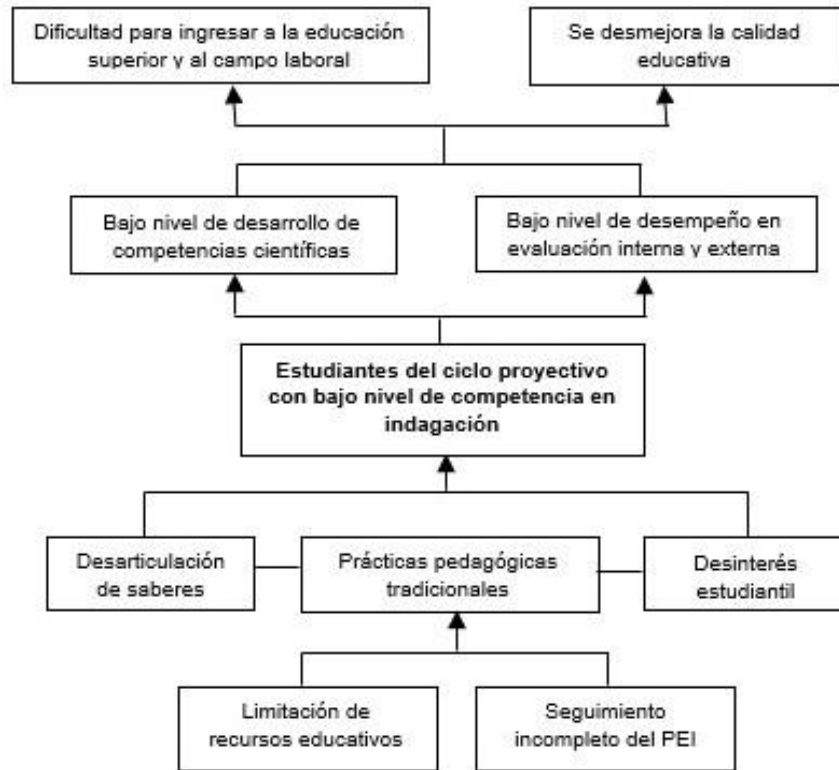 Dificultad para ingresar a la educación
superior y al campo laboral
Se desmejora la calidad
educativa
Bajo nivel de desarrollo de
competencias científicas
Bajo nivel de desempeño en
evaluación interna y externa
Estudiantes del ciclo proyectivo
con bajo nivel de competencia en
indagación
Desarticulación
de saberes
Prácticas pedagógicas
tradicionales
Desinterés
estudiantil
Limitación de
recursos educativos
Seguimiento
incompleto del PEI